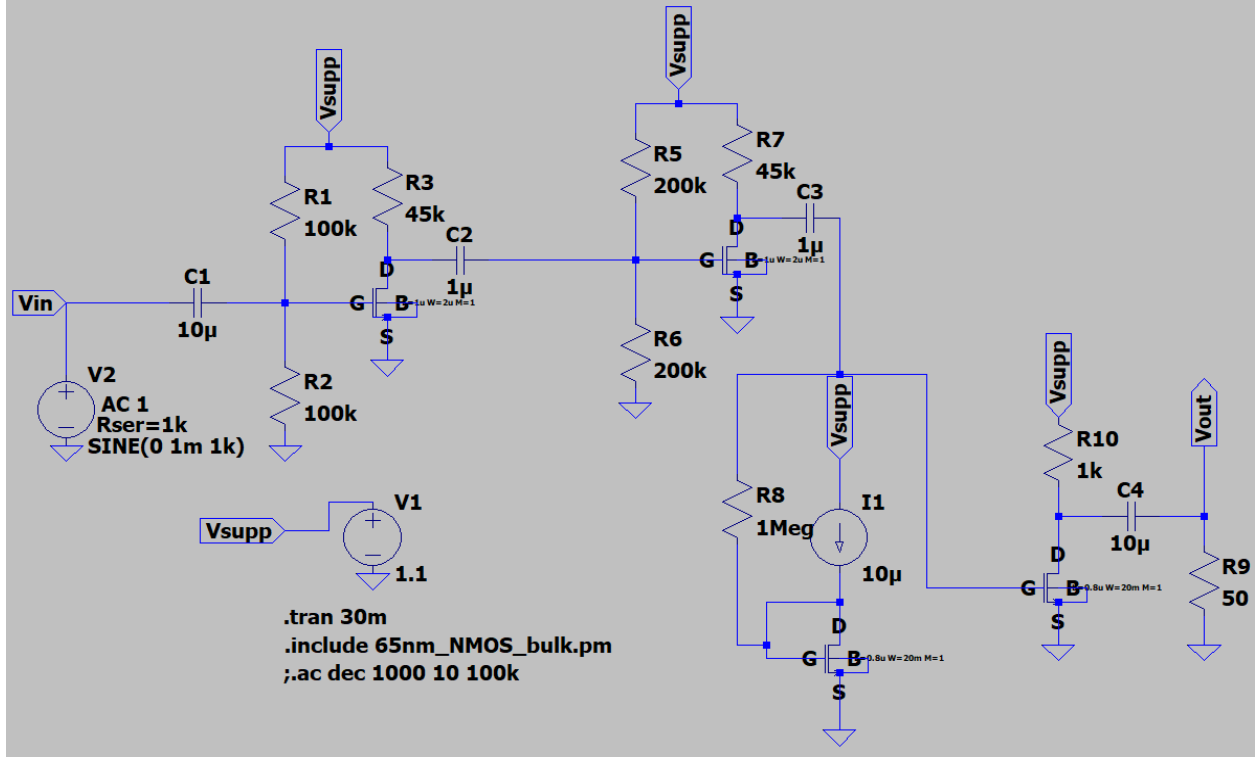 Vsupp
R1
100k
R3
45k
C2
1µ
D
G
B
S
C1
10µ
Vin
R2
100k
V2
AC 1
Rser=1k
SINE(0 1m 1k)
Vsupp
V1
1.1
.tran 30m
.include 65nm_NMOS_bulk.pm
;.ac dec 1000 10 100k
Vsupp
R5
200k
R7
45k
C3
1µ
D
G
B
S
R6
200k
Vsupp
R8
1Meg
I1
10µ
D
G
B
S
Vsupp
R10
1k
C4
10µ
Vout
D
G
B
S
R9
50